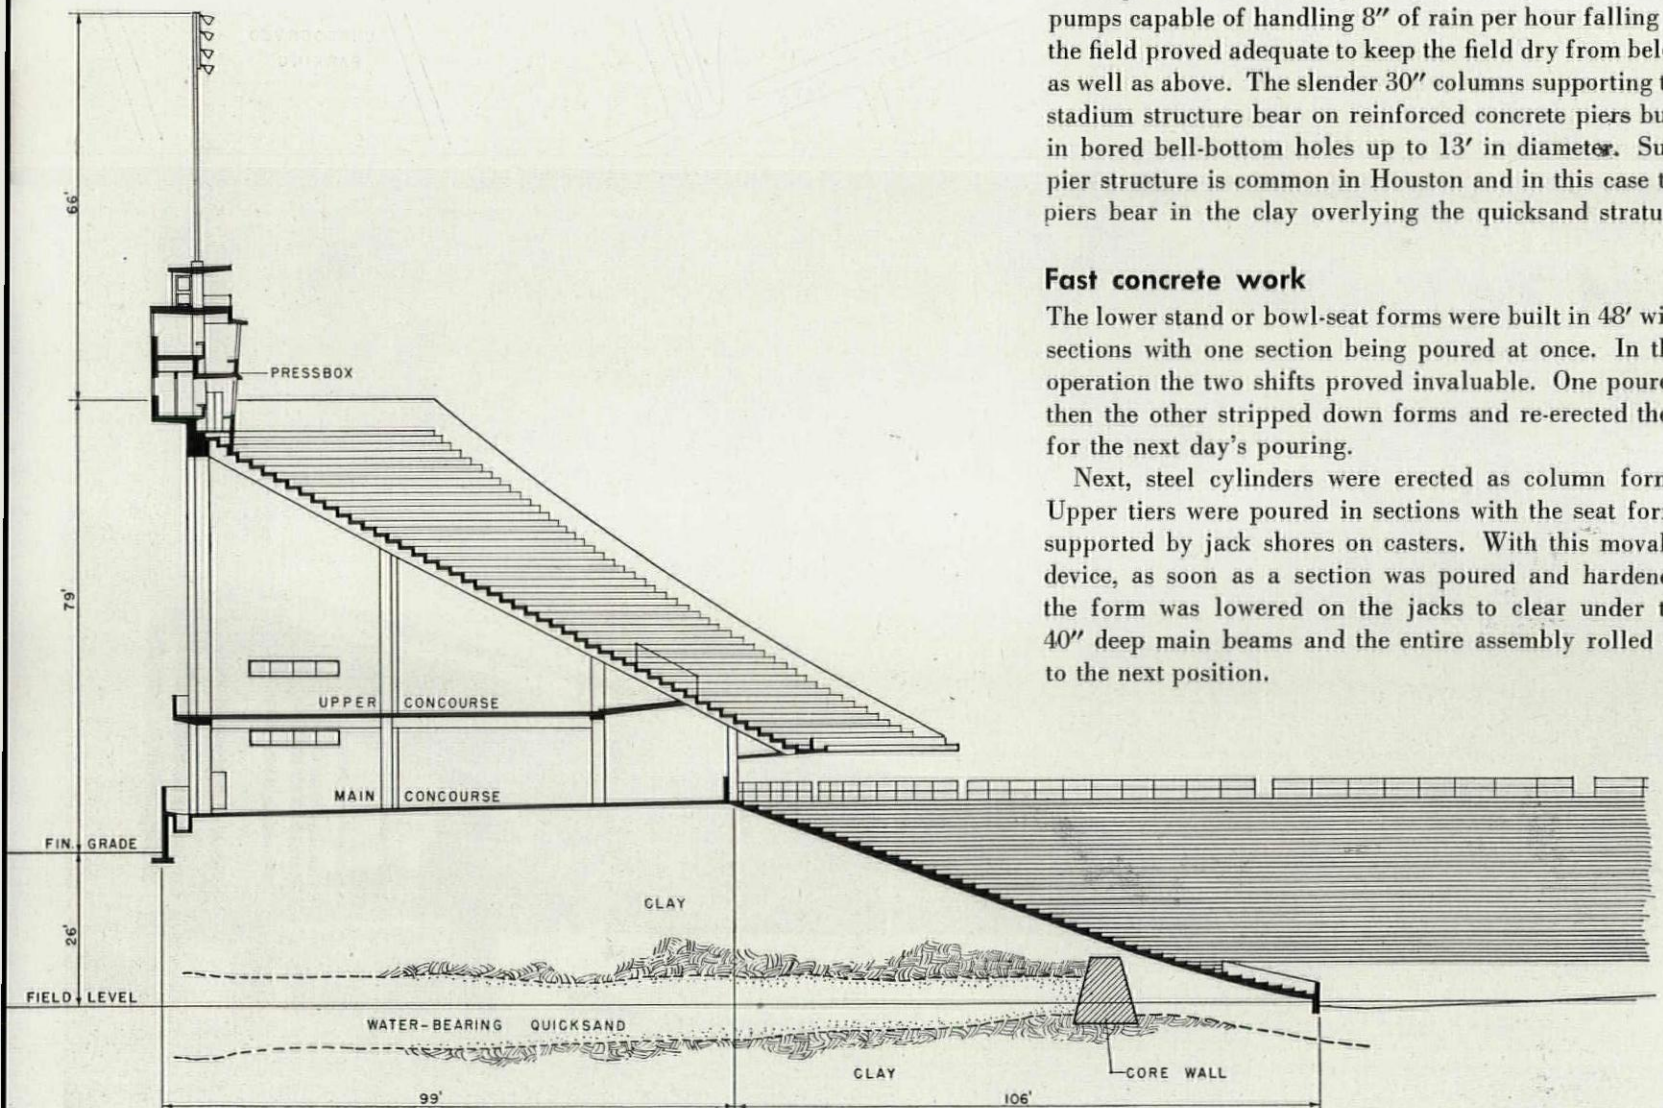 pumps capable of handling 8″ of rain per hour falling
the field proved adequate to keep the field dry from
as well as above. The slender 30″ columns supporting
stadium structure bear on reinforced concrete piers
in bored bell-bottom holes up to 13′ in diameter.
pier structure is common in Houston and in this case
piers bear in the clay overlying the quicksand
Fast concrete work
The lower stand or bowl-seat forms were built in 48′
sections with one section being poured at once. In
operation the two shifts proved invaluable. One
then the other stripped down forms and re-erected
for the next day's pouring.
Next, steel cylinders were erected as column
Upper tiers were poured in sections with the seat
supported by jack shores on casters. With this
device, as soon as a section was poured and
the form was lowered on the jacks to clear under
40″ deep main beams and the entire assembly rolled
to the next position.
66'
PRESSBOX
79'
UPPER CONCOURSE
MAIN CONCOURSE
FIN. GRADE
CLAY
26'
FIELD LEVEL
WATER-BEARING QUICKSAND
CLAY
CORE WALL
99'
106'